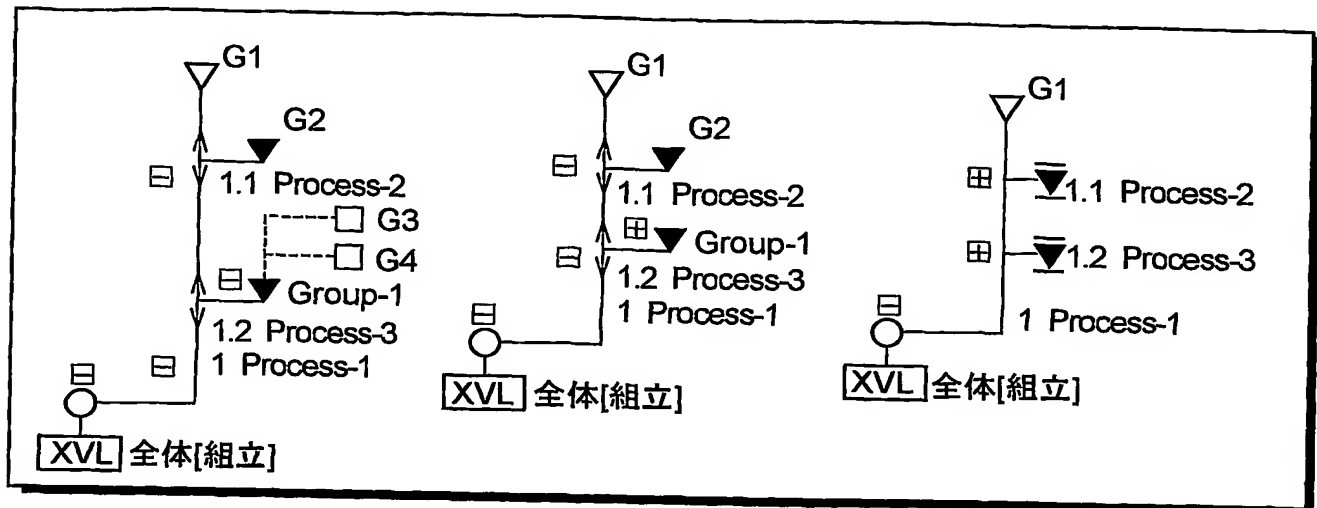 G1
G2
1.1 Process-2
G3
G4
Group-1
1.2 Process-3
1 Process-1
XVL 全体[組立]
G1
G2
1.1 Process-2
Group-1
1.2 Process-3
1 Process-1
XVL 全体[組立]
G1
1.1 Process-2
1.2 Process-3
1 Process-1
XVL 全体[組立]